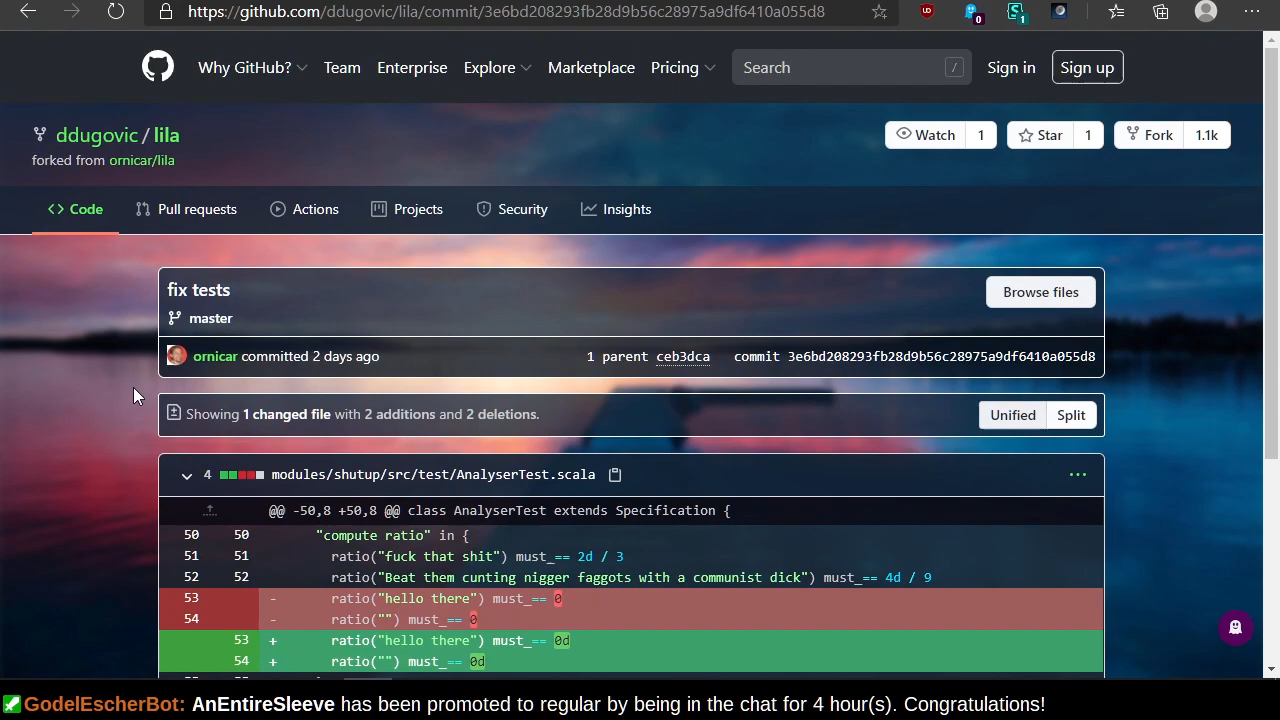 https://github.com/ddugovic/lila/commit/3e6bd208293fb28d9b56c28975a9df6410a055d8
0
1
Why GitHub? Team Enterprise Explore Marketplace Pricing Search / Sign in Sign up
ddugovic / lila
Watch 1 Star 1 Fork 1.1k
forked from ornicar/lila
<> Code Pull requests Actions Projects Security Insights
fix tests
Browse files
master
ornicar committed 2 days ago 1 parent ceb3dca commit 3e6bd208293fb28d9b56c28975a9df6410a055d8
Showing 1 changed file with 2 additions and 2 deletions.
Unified Split
4 modules/shutup/src/test/AnalyserTest.scala ...
@@ -50,8 +50,8 @@ class AnalyserTest extends Specification {
50 50 "compute ratio" in {
51 51 ratio("fuck that shit") must_== 2d / 3
52 52 ratio("Beat them cunting nigger faggots with a communist dick") must_== 4d / 9
53 - ratio("hello there") must_== 0
54 - ratio("") must_== 0
53 + ratio("hello there") must_== 0d
54 + ratio("") must_== 0d
GodelEscherBot: AnEntireSleeve has been promoted to regular by being in the chat for 4 hour(s). Congratulations!